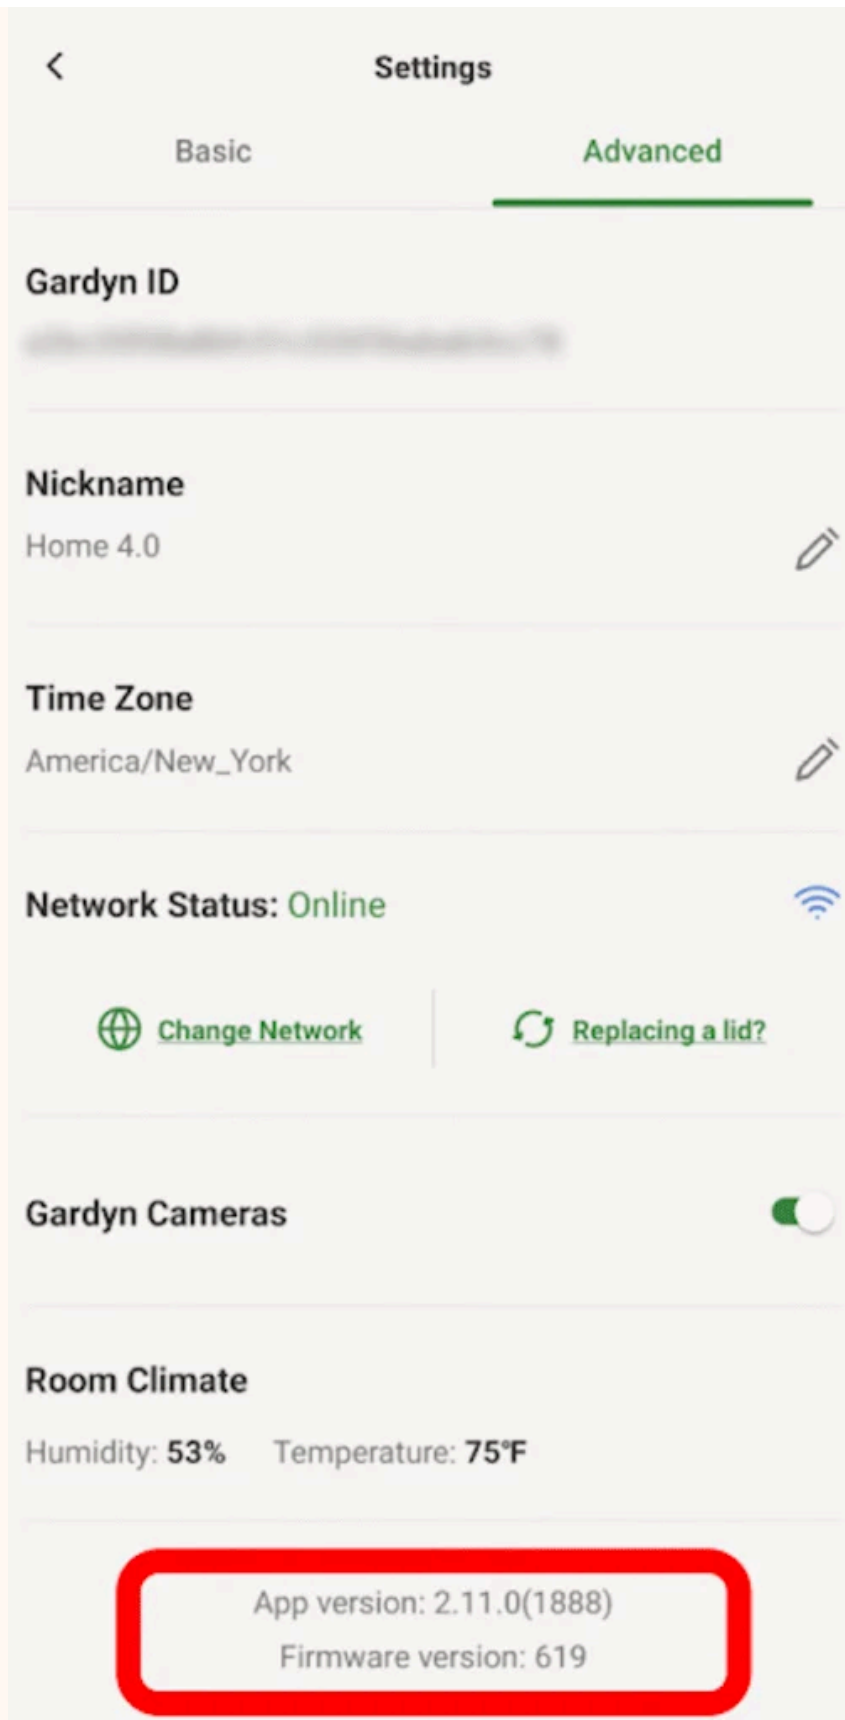 Settings
Basic Advanced
Gardyn ID
Nickname
Home 4.0
Time Zone
America/New_York
Network Status: Online
Change Network Replacing a lid?
Gardyn Cameras
Room Climate
Humidity: 53% Temperature: 75°F
App version: 2.11.0(1888)
Firmware version: 619